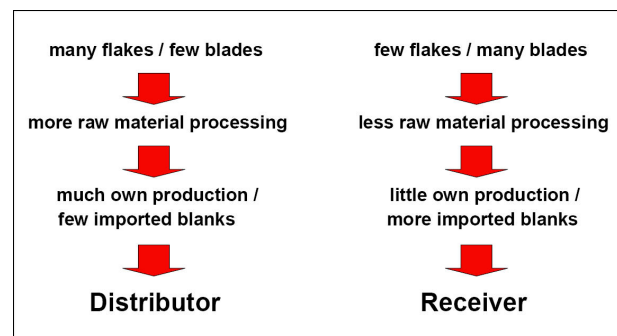 many flakes / few blades
more raw material processing
much own production /
few imported blanks
Distributor
few flakes / many blades
less raw material processing
little own production /
more imported blanks
Receiver